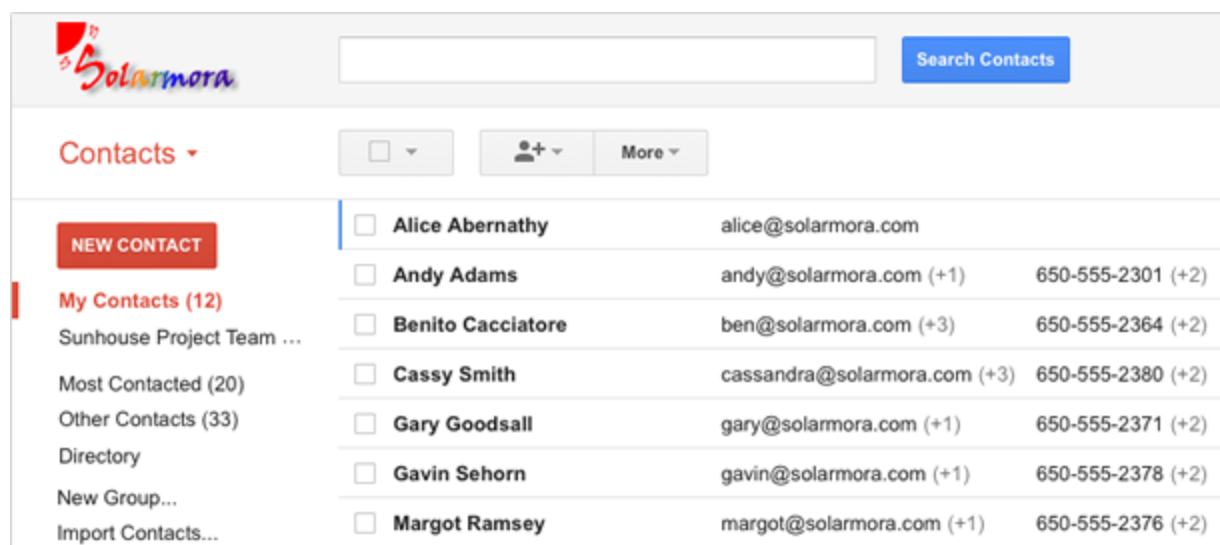 Solarmora
Search Contacts
Contacts
More
NEW CONTACT
My Contacts (12)
Sunhouse Project Team ...
Most Contacted (20)
Other Contacts (33)
Directory
New Group...
Import Contacts...
Alice Abernathy alice@solarmora.com
Andy Adams andy@solarmora.com (+1) 650-555-2301 (+2)
Benito Cacciatore ben@solarmora.com (+3) 650-555-2364 (+2)
Cassy Smith cassandra@solarmora.com (+3) 650-555-2380 (+2)
Gary Goodsall gary@solarmora.com (+1) 650-555-2371 (+2)
Gavin Sehorn gavin@solarmora.com (+1) 650-555-2378 (+2)
Margot Ramsey margot@solarmora.com (+1) 650-555-2376 (+2)